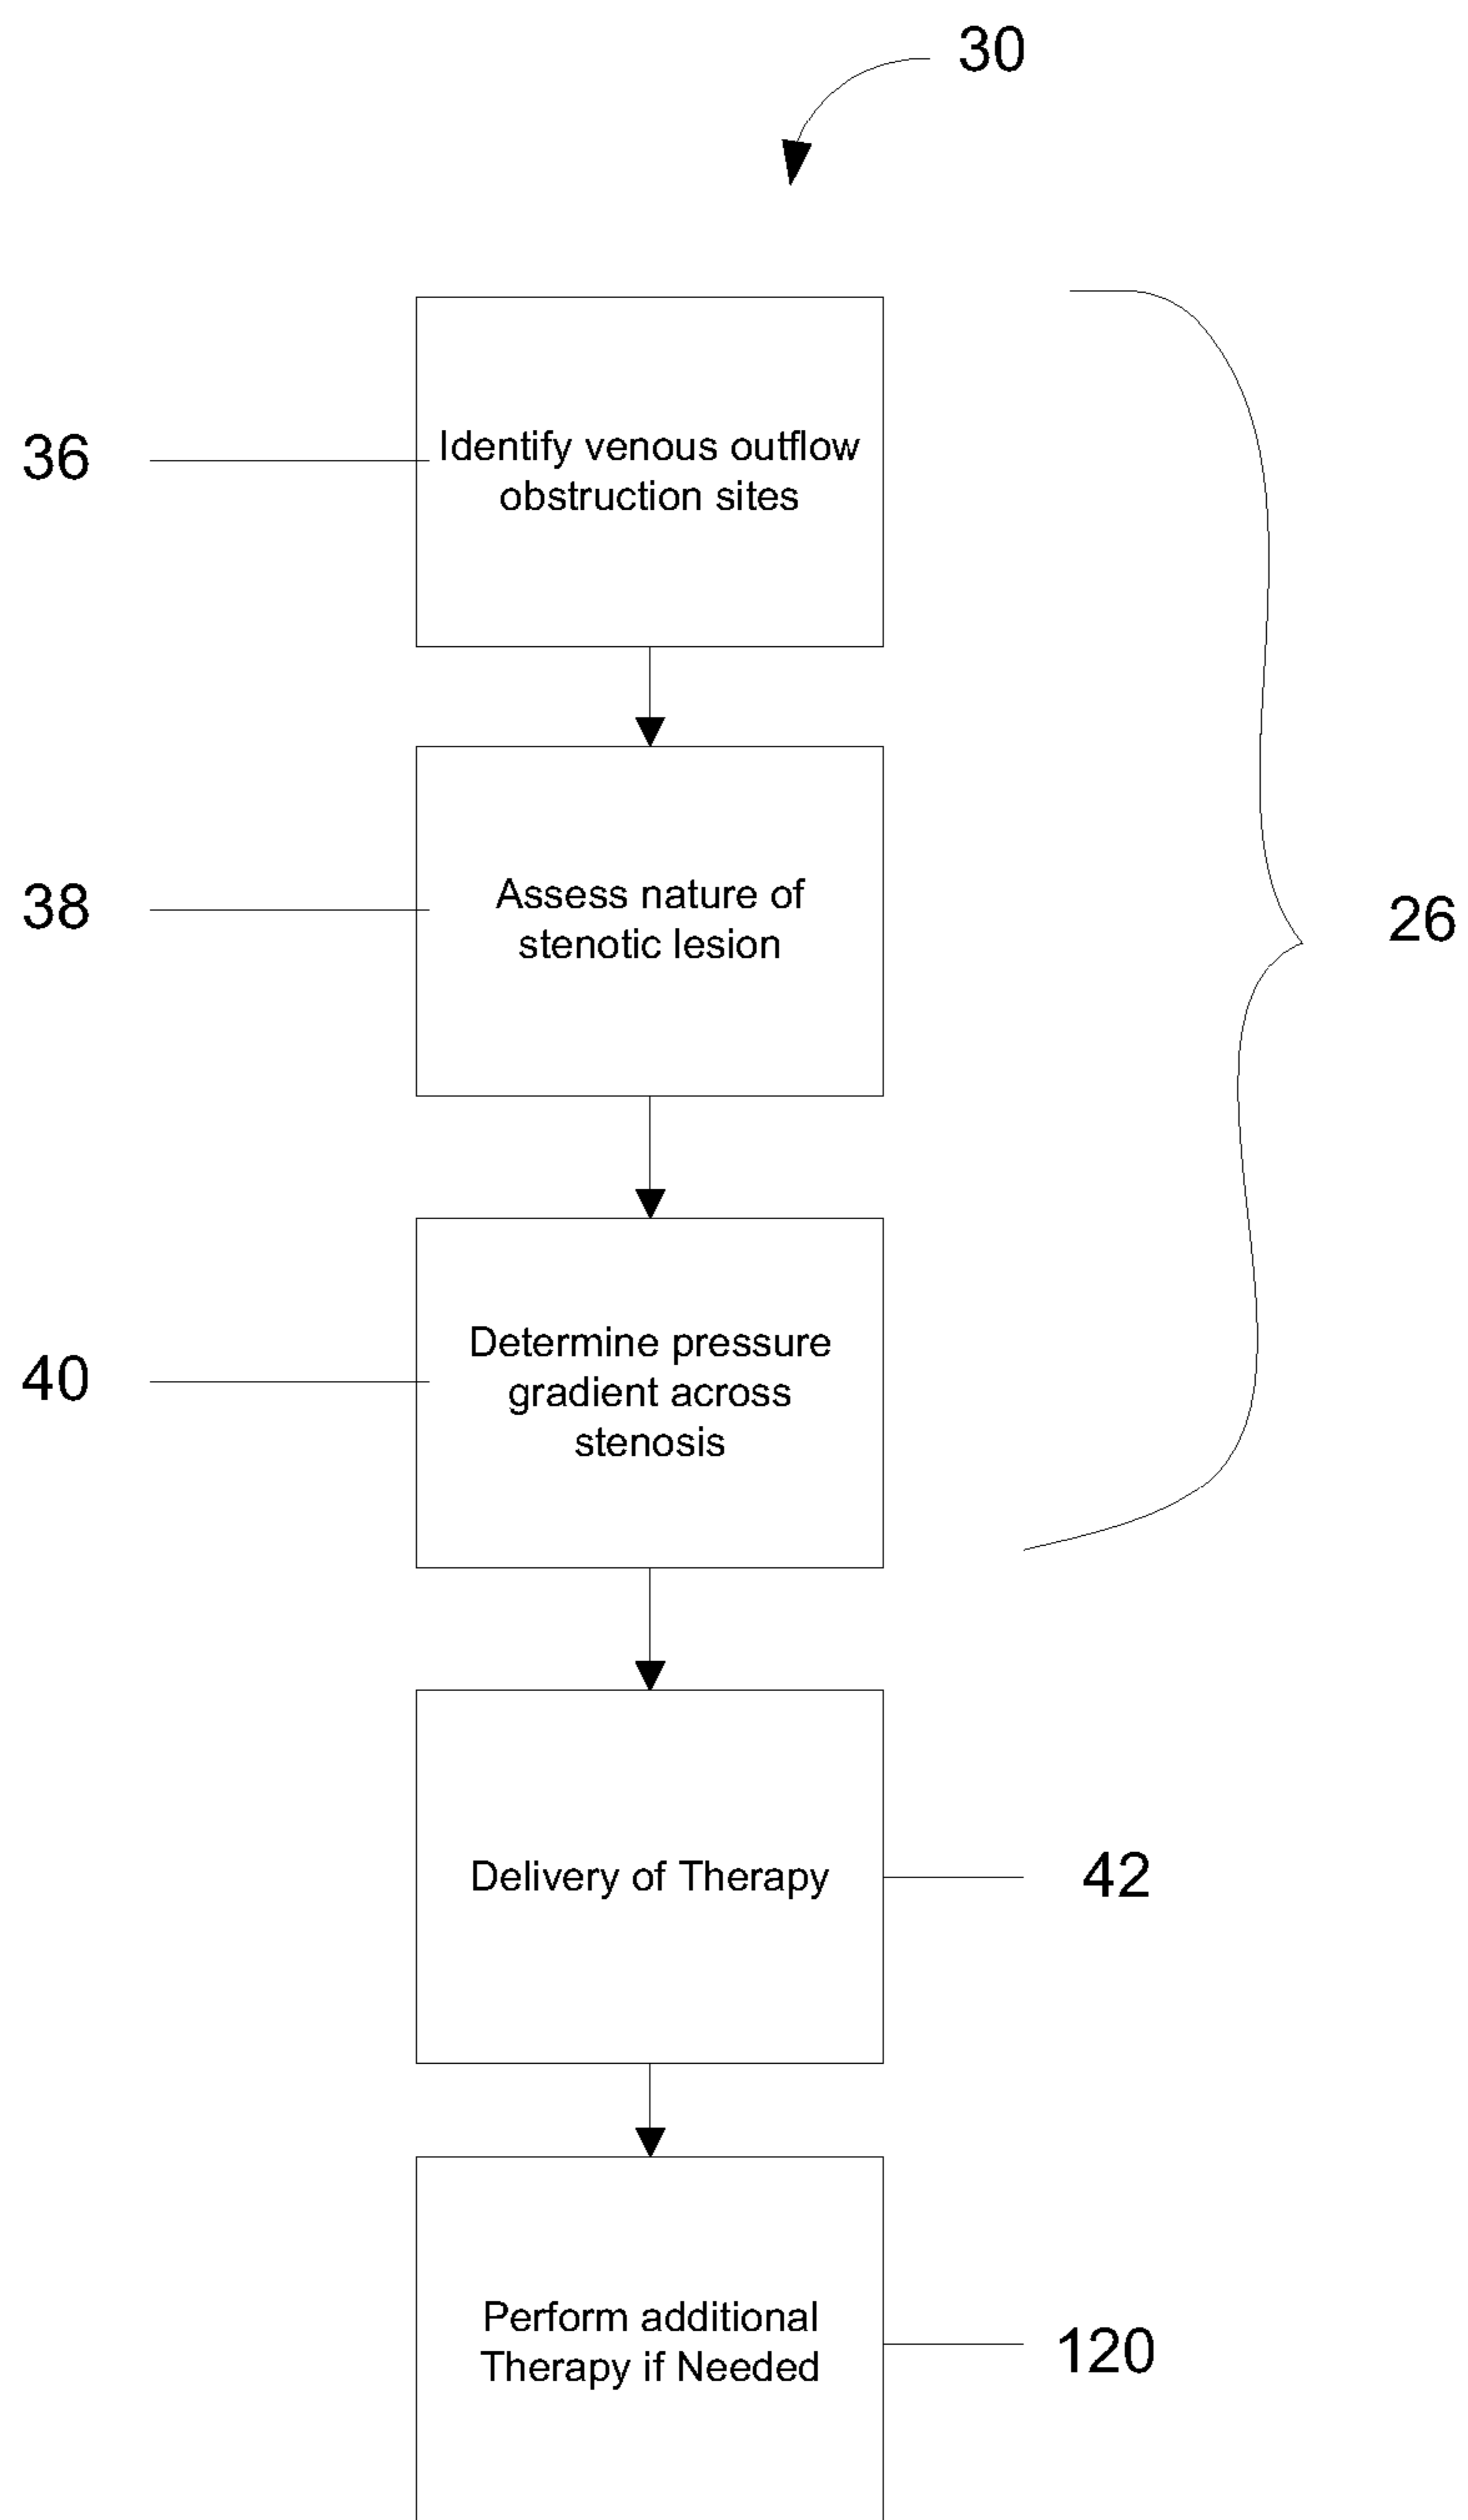 30
36
Identify venous outflow
obstruction sites
38
Assess nature of
stenotic lesion
26
40
Determine pressure
gradient across
stenosis
Delivery of Therapy
42
Perform additional
Therapy if Needed
120